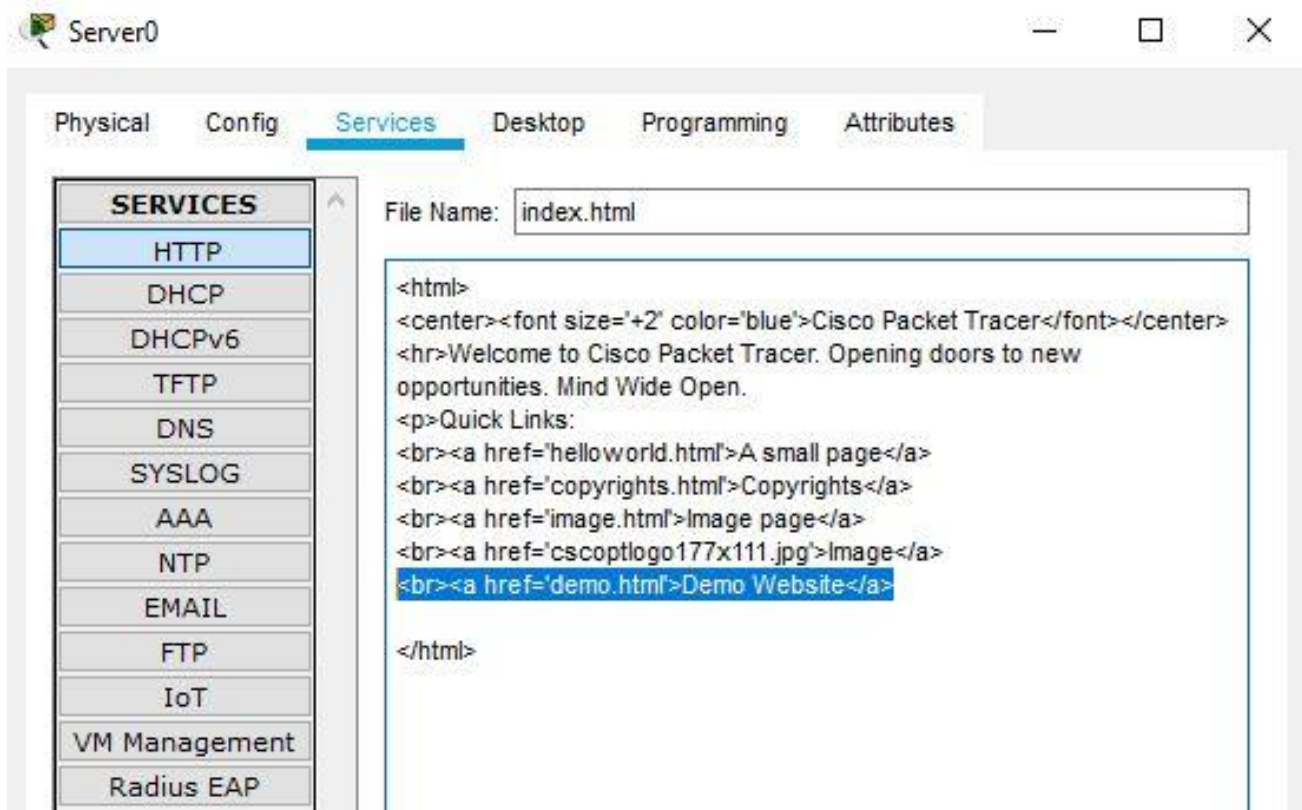 Server0
Physical Config Services Desktop Programming Attributes
SERVICES
HTTP
DHCP
DHCPv6
TFTP
DNS
SYSLOG
AAA
NTP
EMAIL
FTP
IoT
VM Management
Radius EAP
File Name: index.html
<html>
<center><font size='+2' color='blue'>Cisco Packet Tracer</font></center>
<hr>Welcome to Cisco Packet Tracer. Opening doors to new
opportunities. Mind Wide Open.
<p>Quick Links:
<br><a href='helloworld.html'>A small page</a>
<br><a href='copyrights.html'>Copyrights</a>
<br><a href='image.html'>Image page</a>
<br><a href='cscoptlogo177x111.jpg'>Image</a>
<br><a href='demo.html'>Demo Website</a>
</html>